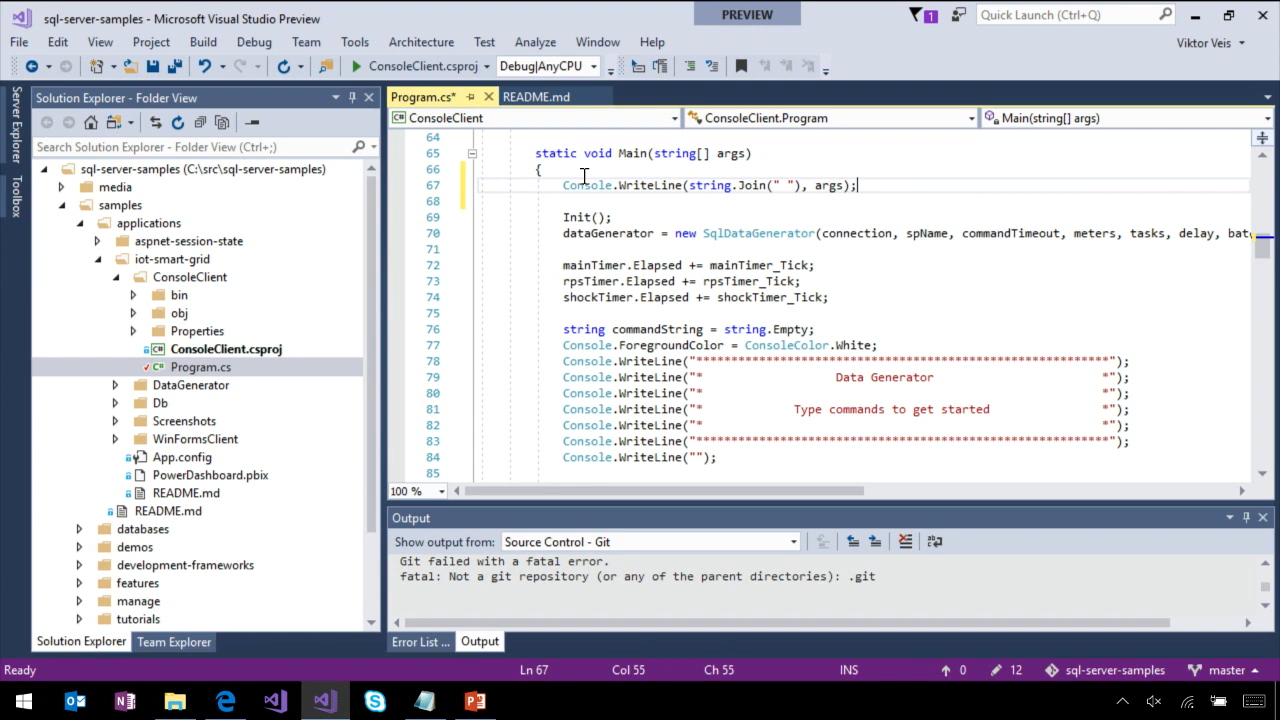 sql-server-samples - Microsoft Visual Studio Preview
PREVIEW
1
Quick Launch (Ctrl+Q)
File Edit View Project Build Debug Team Tools Architecture Test Analyze Window Help
Viktor Veis
ConsoleClient.csproj
Debug|AnyCPU
Server Explorer
Toolbox
Solution Explorer - Folder View
Search Solution Explorer - Folder View (Ctrl+;)
sql-server-samples (C:\src\sql-server-samples)
media
samples
applications
aspnet-session-state
iot-smart-grid
ConsoleClient
bin
obj
Properties
ConsoleClient.csproj
Program.cs
DataGenerator
Db
Screenshots
WinFormsClient
App.config
PowerDashboard.pbix
README.md
README.md
databases
demos
development-frameworks
features
manage
tutorials
Solution Explorer Team Explorer
Program.cs* README.md
ConsoleClient ConsoleClient.Program Main(string[] args)
64
65 static void Main(string[] args)
66 {
67 Console.WriteLine(string.Join(" "), args);
68
69 Init();
70 dataGenerator = new SqlDataGenerator(connection, spName, commandTimeout, meters, tasks, delay, bat
71
72 mainTimer.Elapsed += mainTimer_Tick;
73 rpsTimer.Elapsed += rpsTimer_Tick;
74 shockTimer.Elapsed += shockTimer_Tick;
75
76 string commandString = string.Empty;
77 Console.ForegroundColor = ConsoleColor.White;
78 Console.WriteLine("***********************************************************");
79 Console.WriteLine("* Data Generator *");
80 Console.WriteLine("* *");
81 Console.WriteLine("* Type commands to get started *");
82 Console.WriteLine("* *");
83 Console.WriteLine("***********************************************************");
84 Console.WriteLine("");
85
100 %
Output
Show output from: Source Control - Git
Git failed with a fatal error.
fatal: Not a git repository (or any of the parent directories): .git
Error List ... Output
Ready Ln 67 Col 55 Ch 55 INS 0 12 sql-server-samples master